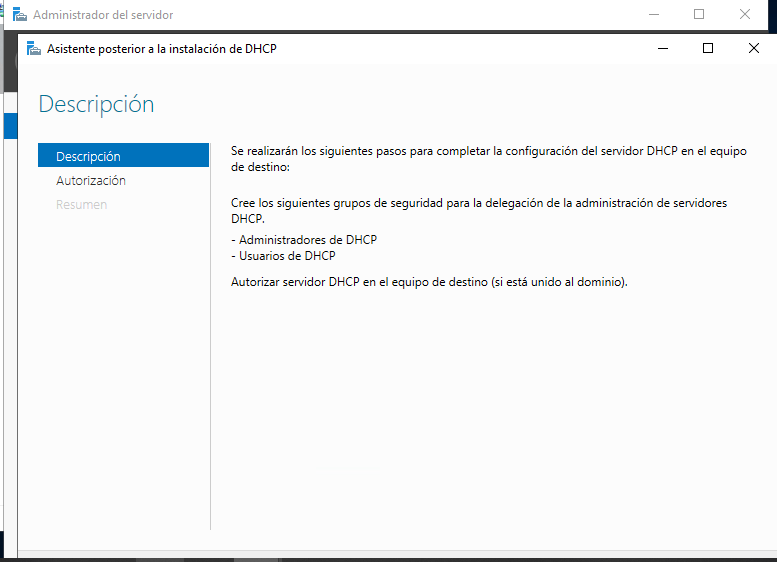 Administrador del servidor
Asistente posterior a la instalación de DHCP
Descripción
Descripción
Autorización
Resumen
Se realizarán los siguientes pasos para completar la configuración del servidor DHCP en el equipo
de destino:
Cree los siguientes grupos de seguridad para la delegación de la administración de servidores
DHCP.
- Administradores de DHCP
- Usuarios de DHCP
Autorizar servidor DHCP en el equipo de destino (si está unido al dominio).